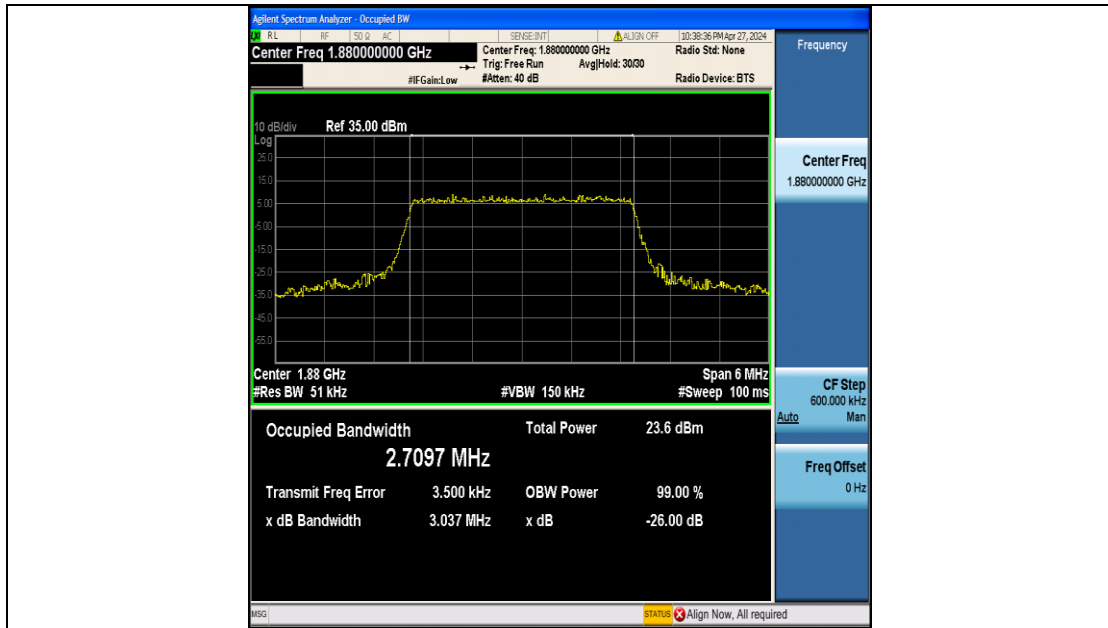 Agilent Spectrum Analyzer - Occupied BW
RL RF 50 Ω AC SENSE:INT ALIGN OFF 10:38:36 PM Apr 27, 2024
Center Freq 1.880000000 GHz
Center Freq: 1.880000000 GHz
Radio Std: None
Trig: Free Run Avg|Hold: 30/30
#IFGain:Low
#Atten: 40 dB
Radio Device: BTS
10 dB/div Ref 35.00 dBm
Log
25.0
15.0
5.00
-5.00
-15.0
-25.0
-35.0
-45.0
-55.0
Center 1.88 GHz Span 6 MHz
#Res BW 51 kHz #VBW 150 kHz #Sweep 100 ms
Occupied Bandwidth Total Power 23.6 dBm
2.7097 MHz
Transmit Freq Error 3.500 kHz OBW Power 99.00 %
x dB Bandwidth 3.037 MHz x dB -26.00 dB
MSG STATUS Align Now, All required
Frequency
Center Freq
1.880000000 GHz
CF Step
600.000 kHz
Auto Man
Freq Offset
0 Hz